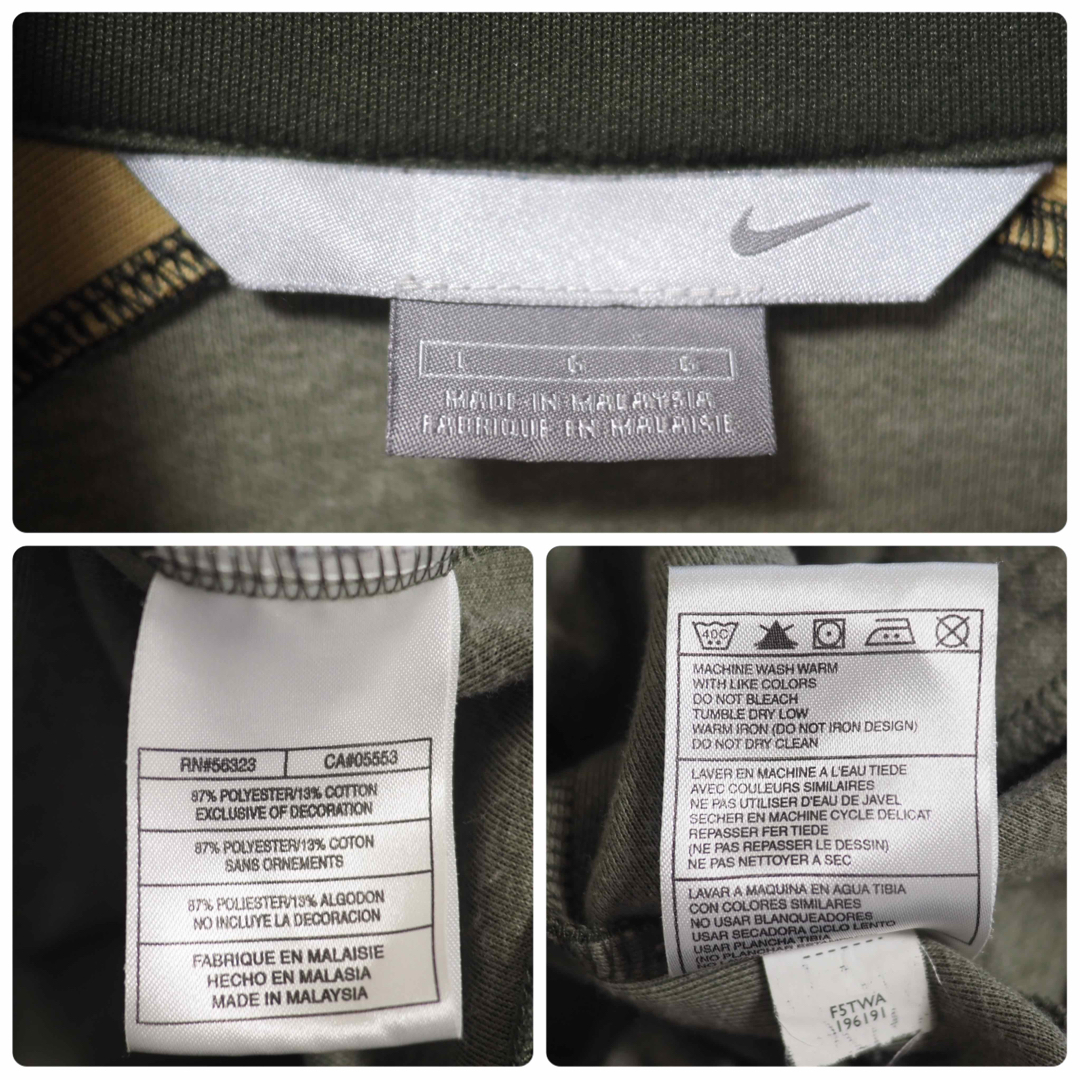 L G G
MADE IN MALAYSIA
FABRIQUE EN MALAISIE
RN#56323 CA#05553
87% POLYESTER/13% COTTON
EXCLUSIVE OF DECORATION
87% POLYESTER/13% COTON
SANS ORNEMENTS
87% POLIESTER/13% ALGODON
NO INCLUYE LA DECORACION
FABRIQUE EN MALAISIE
HECHO EN MALASIA
MADE IN MALAYSIA
40C
MACHINE WASH WARM
WITH LIKE COLORS
DO NOT BLEACH
TUMBLE DRY LOW
WARM IRON (DO NOT IRON DESIGN)
DO NOT DRY CLEAN
LAVER EN MACHINE A L'EAU TIEDE
AVEC COULEURS SIMILAIRES
NE PAS UTILISER D'EAU DE JAVEL
SECHER EN MACHINE CYCLE DELICAT
REPASSER FER TIEDE
(NE PAS REPASSER LE DESSIN)
NE PAS NETTOYER A SEC
LAVAR A MAQUINA EN AGUA TIBIA
CON COLORES SIMILARES
NO USAR BLANQUEADORES
USAR SECADORA CICLO LENTO
USAR PLANCHA TIBIA
(NO PLANCHAR
F5TWA
196191